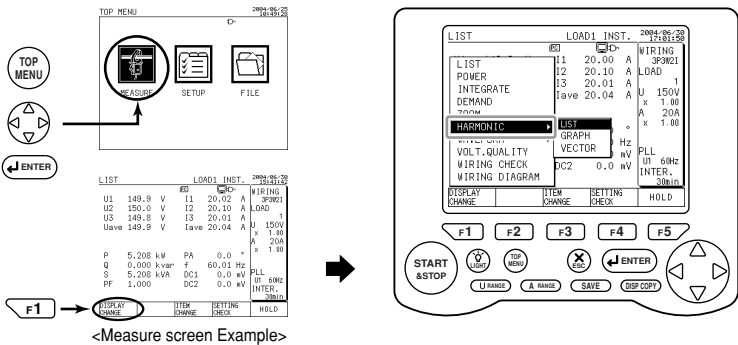 TOP MENU
2004/06/25
10:49:26
MEASURE
SETUP
FILE
TOP
MENU
ENTER
LIST
LOAD1 INST.
2004/06/30
15:41:42
U1 149.9 V I1 20.02 A
U2 150.0 V I2 20.10 A
U3 149.8 V I3 20.01 A
Uave 149.9 V Iave 20.04 A
P 5.208 kW PA 0.0 °
Q 0.000 kvar f 60.01 Hz
S 5.208 kVA DC1 0.0 mV
PF 1.000 DC2 0.0 mV
WIRING
3P3W2I
LOAD
1
U 150V
x 1.00
A 20A
x 1.00
PLL
U1 60Hz
INTER.
30min
DISPLAY
CHANGE
ITEM
CHANGE
SETTING
CHECK
HOLD
F1
<Measure screen Example>
LIST
LOAD1 INST.
2004/06/30
17:01:50
LIST
POWER
INTEGRATE
DEMAND
ZOOM
HARMONIC
WAVEFORM
VOLT.QUALITY
WIRING CHECK
WIRING DIAGRAM
LIST
GRAPH
VECTOR
I1 20.00 A
I2 20.10 A
I3 20.01 A
Iave 20.04 A
°
Hz
mV
DC2 0.0 mV
WIRING
3P3W2I
LOAD
1
U 150V
x 1.00
A 20A
x 1.00
PLL
U1 60Hz
INTER.
30min
DISPLAY
CHANGE
ITEM
CHANGE
SETTING
CHECK
HOLD
F1
F2
F3
F4
F5
START
&STOP
LIGHT
TOP
MENU
ESC
ENTER
U RANGE
A RANGE
SAVE
DISP COPY